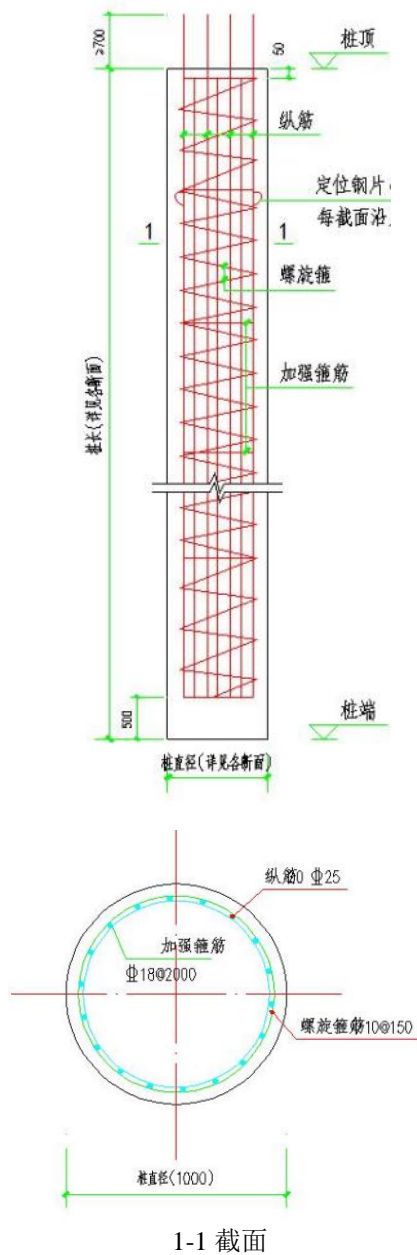 ≥700
50
桩顶
纵筋
定位钢片
每截面沿
1
1
螺旋箍
加强箍筋
桩长(详见各断面)
500
桩端
桩直径(详见各断面)
纵筋0 Φ25
加强箍筋
Φ18@2000
螺旋箍筋10@150
桩直径(1000)
1-1 截面